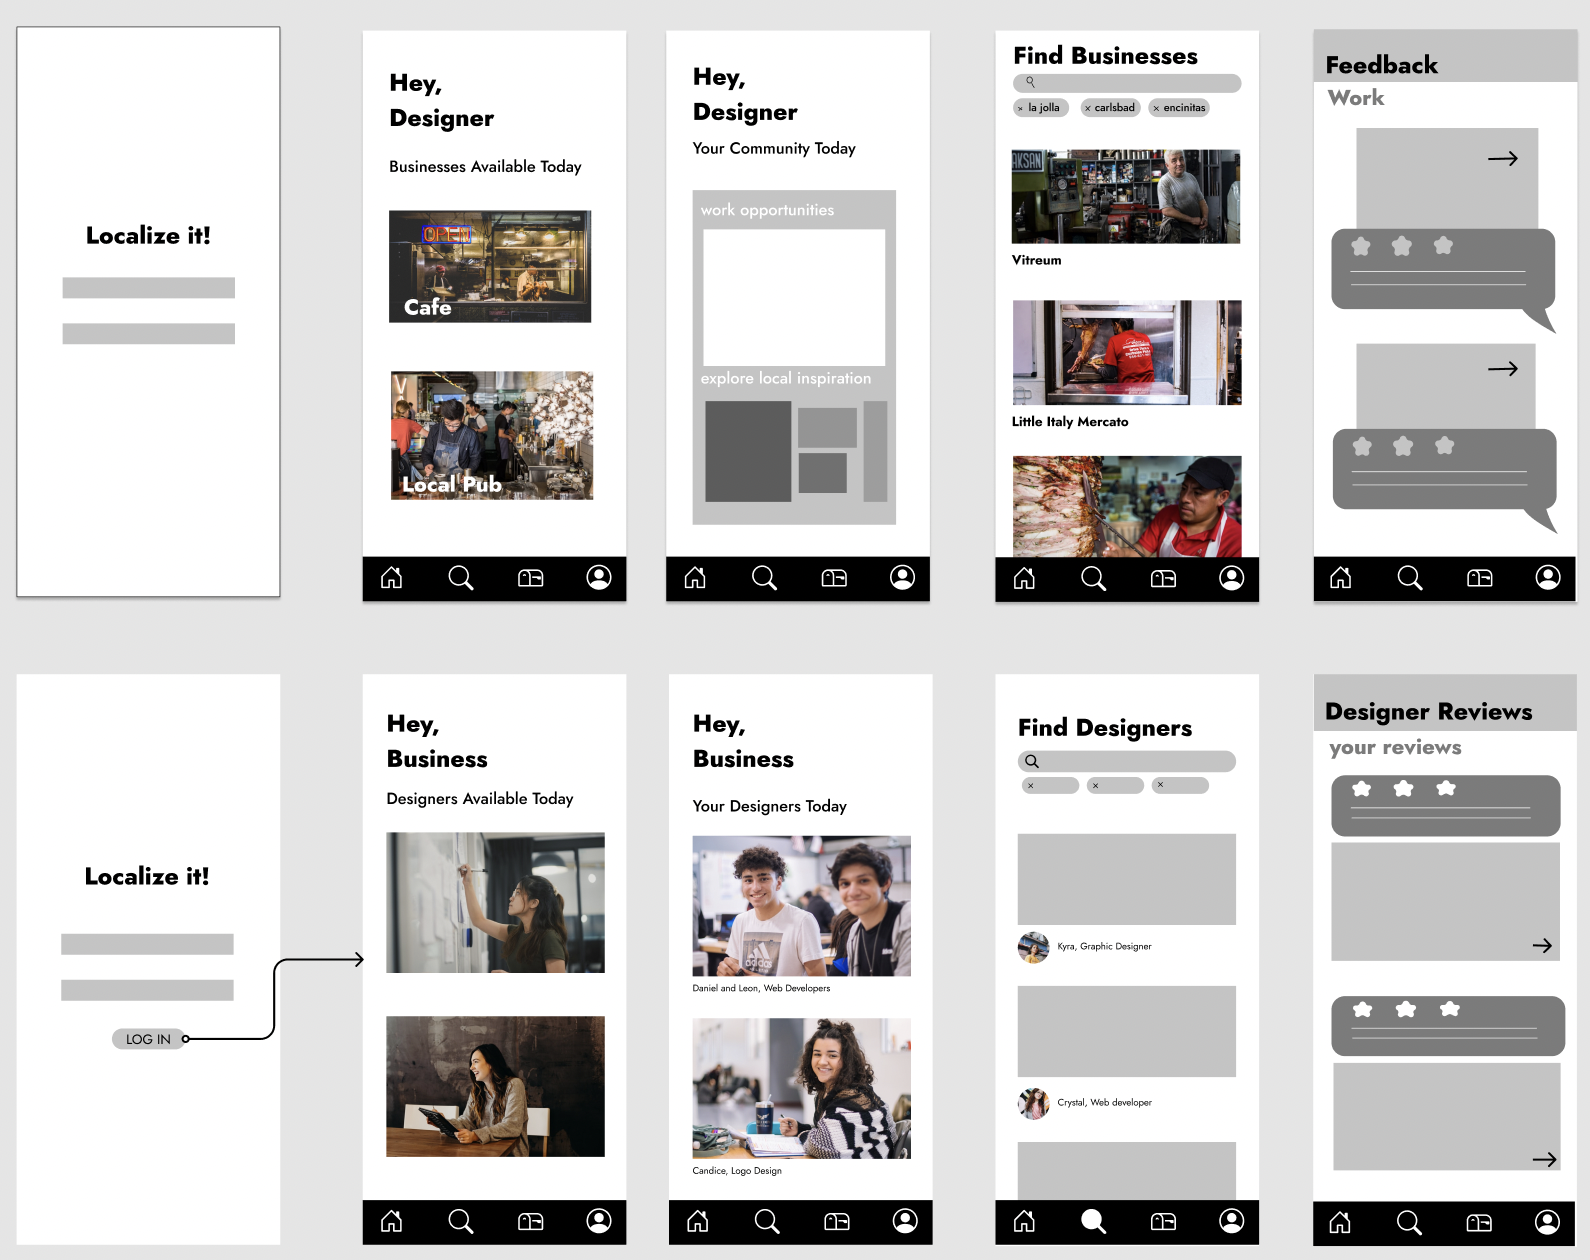 Localize it!
Hey,
Designer
Businesses Available Today
OPEN
Cafe
Local Pub
Hey,
Designer
Your Community Today
work opportunities
explore local inspiration
Find Businesses
× la jolla
× carlsbad
× encinitas
AKSAN
Vitreum
Little Italy Mercato
Feedback
Work
Localize it!
LOG IN
Hey,
Business
Designers Available Today
Hey,
Business
Your Designers Today
adidas
Daniel and Leon, Web Developers
Candice, Logo Design
Find Designers
×
×
×
Kyra, Graphic Designer
Crystal, Web developer
Designer Reviews
your reviews